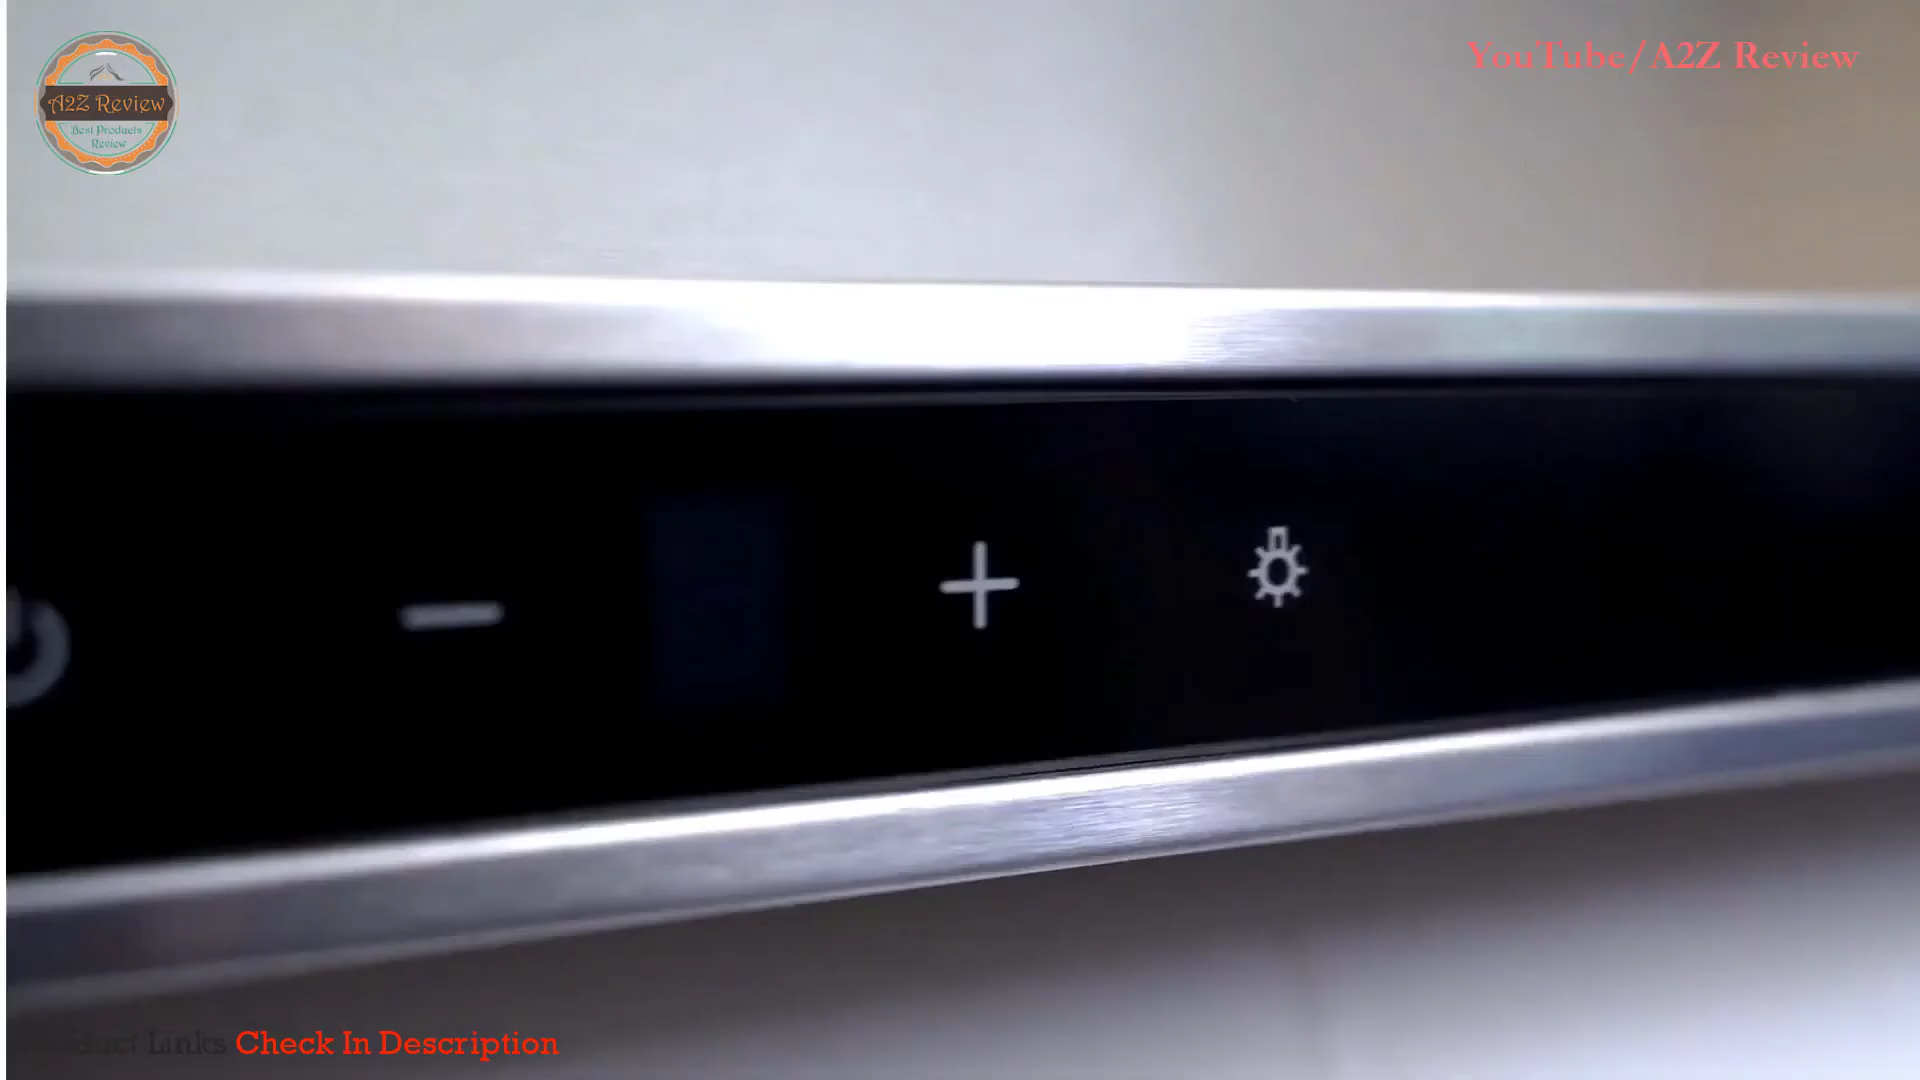 YouTube/A2Z Review
A2Z Review
Best Products
Review
Links Check In Description